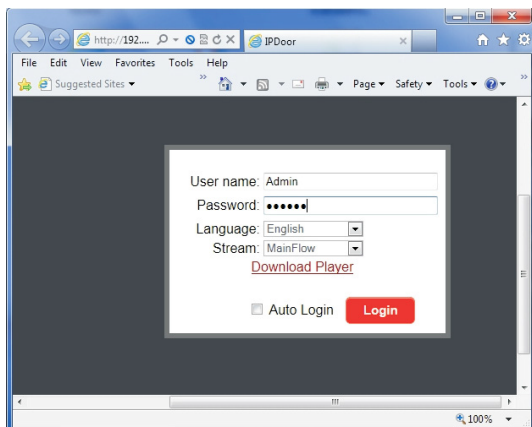 http://192....
IPDoor
File Edit View Favorites Tools Help
Suggested Sites
Page Safety Tools
User name: Admin
Password: ••••••
Language: English
Stream: MainFlow
Download Player
Auto Login Login
100%